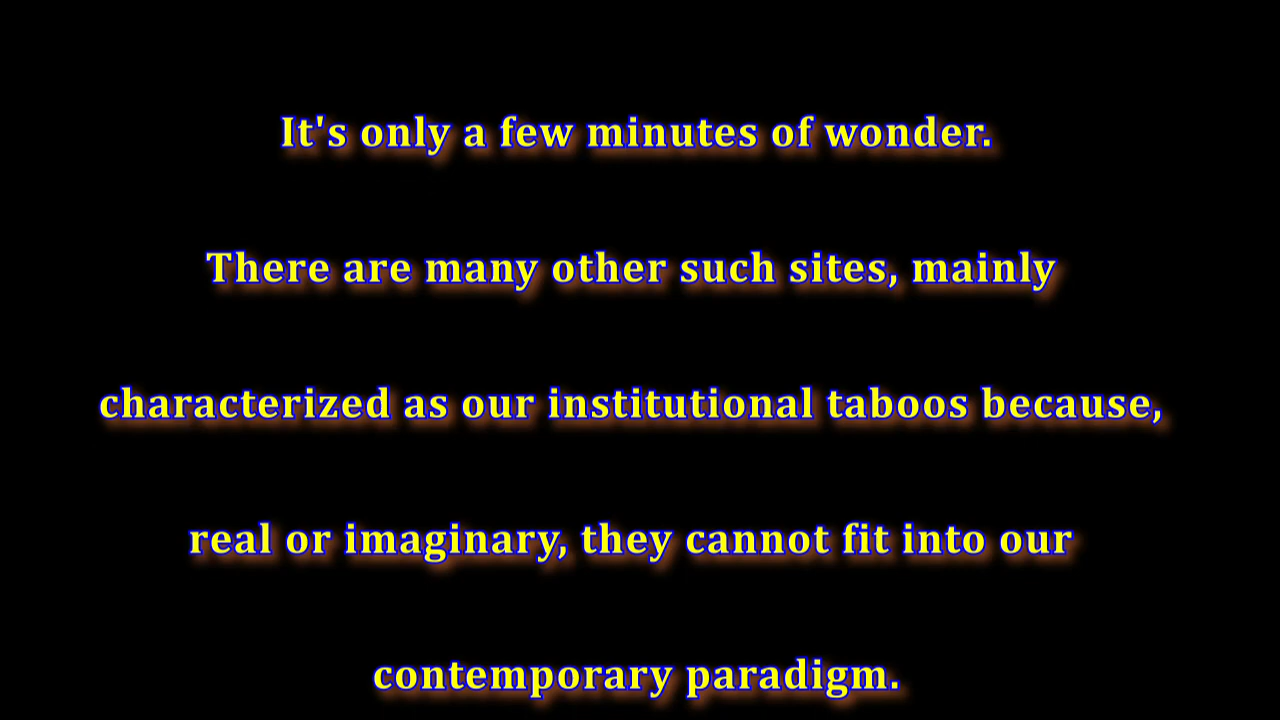 It's only a few minutes of wonder.
There are many other such sites, mainly
characterized as our institutional taboos because,
real or imaginary, they cannot fit into our
contemporary paradigm.